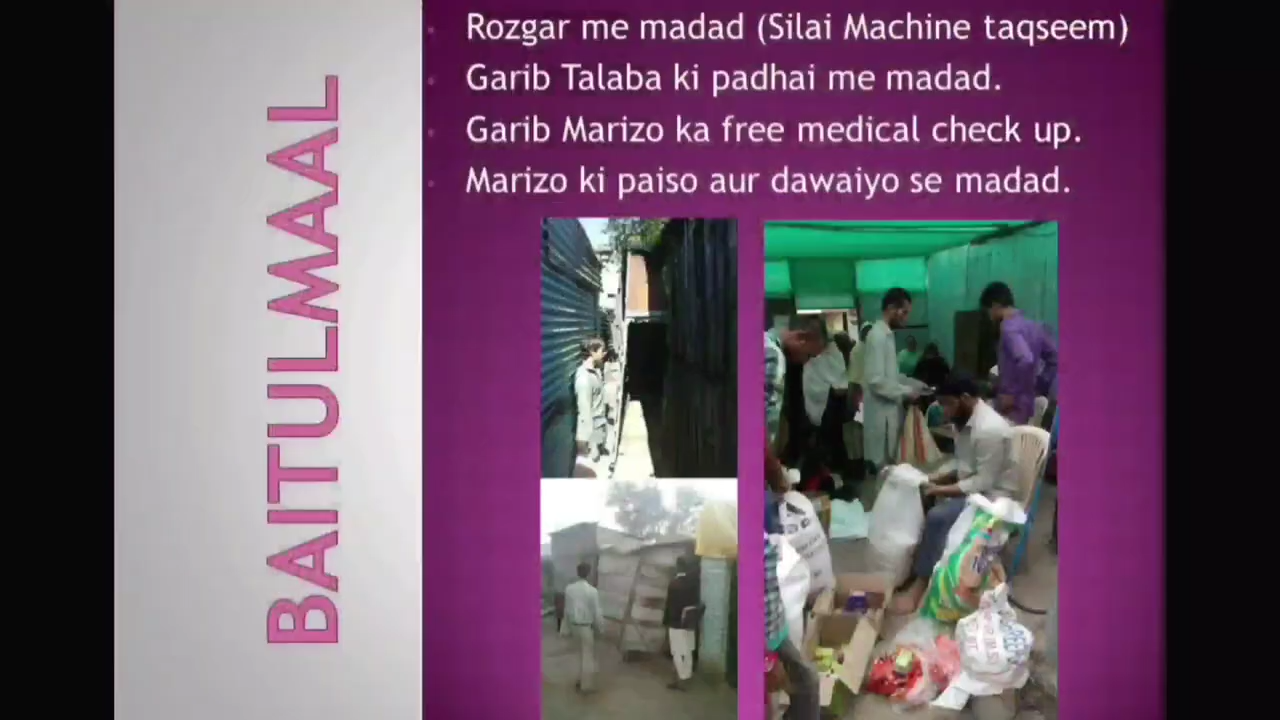 BAITULMAAL
Rozgar me madad (Silai Machine taqseem)
Garib Talaba ki padhai me madad.
Garib Marizo ka free medical check up.
Marizo ki paiso aur dawaiyo se madad.